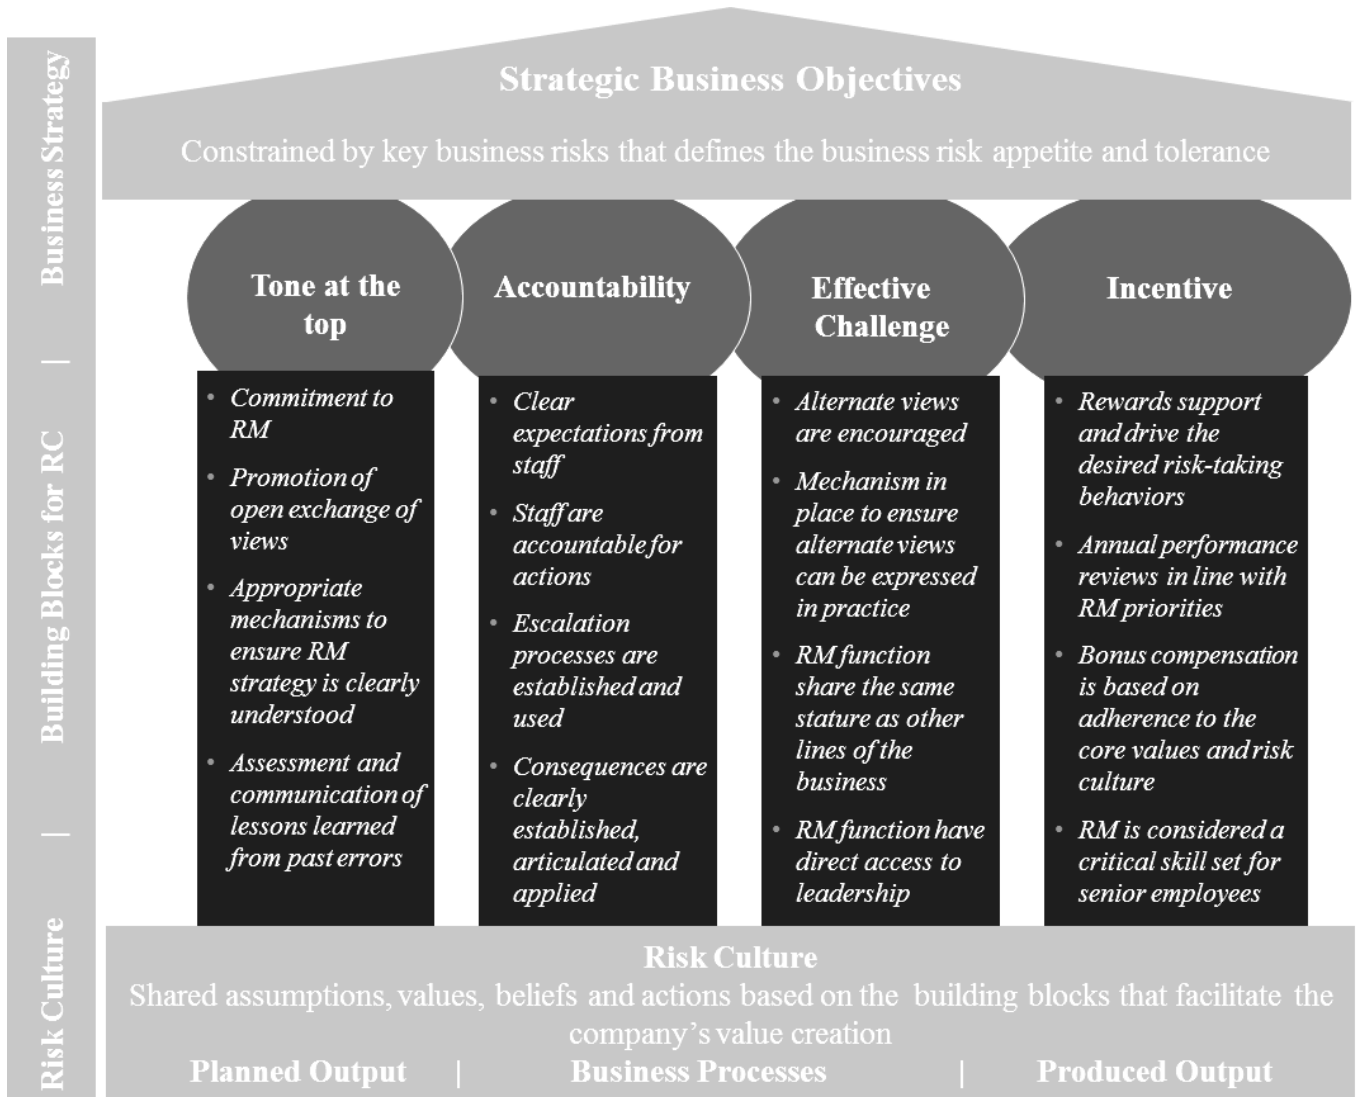 Strategic Business Objectives
Constrained by key business risks that defines the business risk appetite and tolerance
Business Strategy
|
Building Blocks for RC
|
Risk Culture
Tone at the
top
• Commitment to
RM
• Promotion of
open exchange of
views
• Appropriate
mechanisms to
ensure RM
strategy is clearly
understood
• Assessment and
communication of
lessons learned
from past errors
Accountability
• Clear
expectations from
staff
• Staff are
accountable for
actions
• Escalation
processes are
established and
used
• Consequences are
clearly
established,
articulated and
applied
Effective
Challenge
• Alternate views
are encouraged
• Mechanism in
place to ensure
alternate views
can be expressed
in practice
• RM function
share the same
stature as other
lines of the
business
• RM function have
direct access to
leadership
Incentive
• Rewards support
and drive the
desired risk-taking
behaviors
• Annual performance
reviews in line with
RM priorities
• Bonus compensation
is based on
adherence to the
core values and risk
culture
• RM is considered a
critical skill set for
senior employees
Risk Culture
Shared assumptions, values, beliefs and actions based on the building blocks that facilitate the
company's value creation
Planned Output | Business Processes | Produced Output